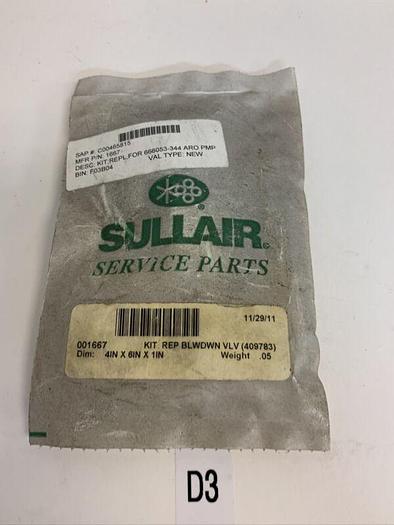 SAP #: C00465815
MFR P/N: 1667
DESC: KIT,REPL,FOR 666053-344 ARO PMP
BIN: F03B04 VAL TYPE: NEW
SULLAIR
SERVICE PARTS
11/29/11
001667 KIT REP BLWDWN VLV (409783)
Dim: 4IN X 6IN X 1IN Weight .05
D3